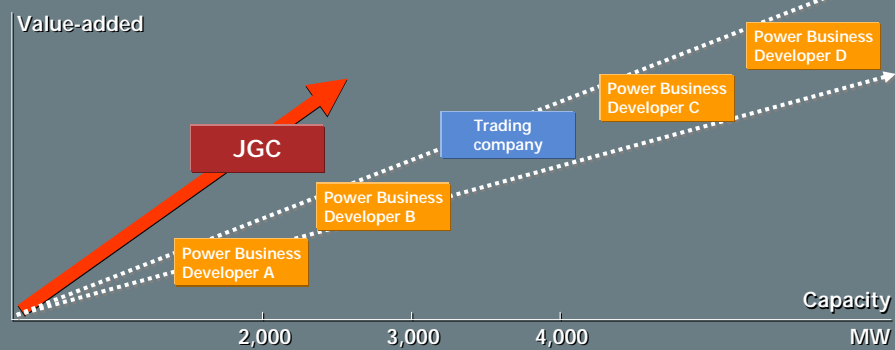 Value-added
Power Business
Developer D
Power Business
Developer C
Trading
company
JGC
Power Business
Developer B
Power Business
Developer A
Capacity
2,000
3,000
4,000
MW